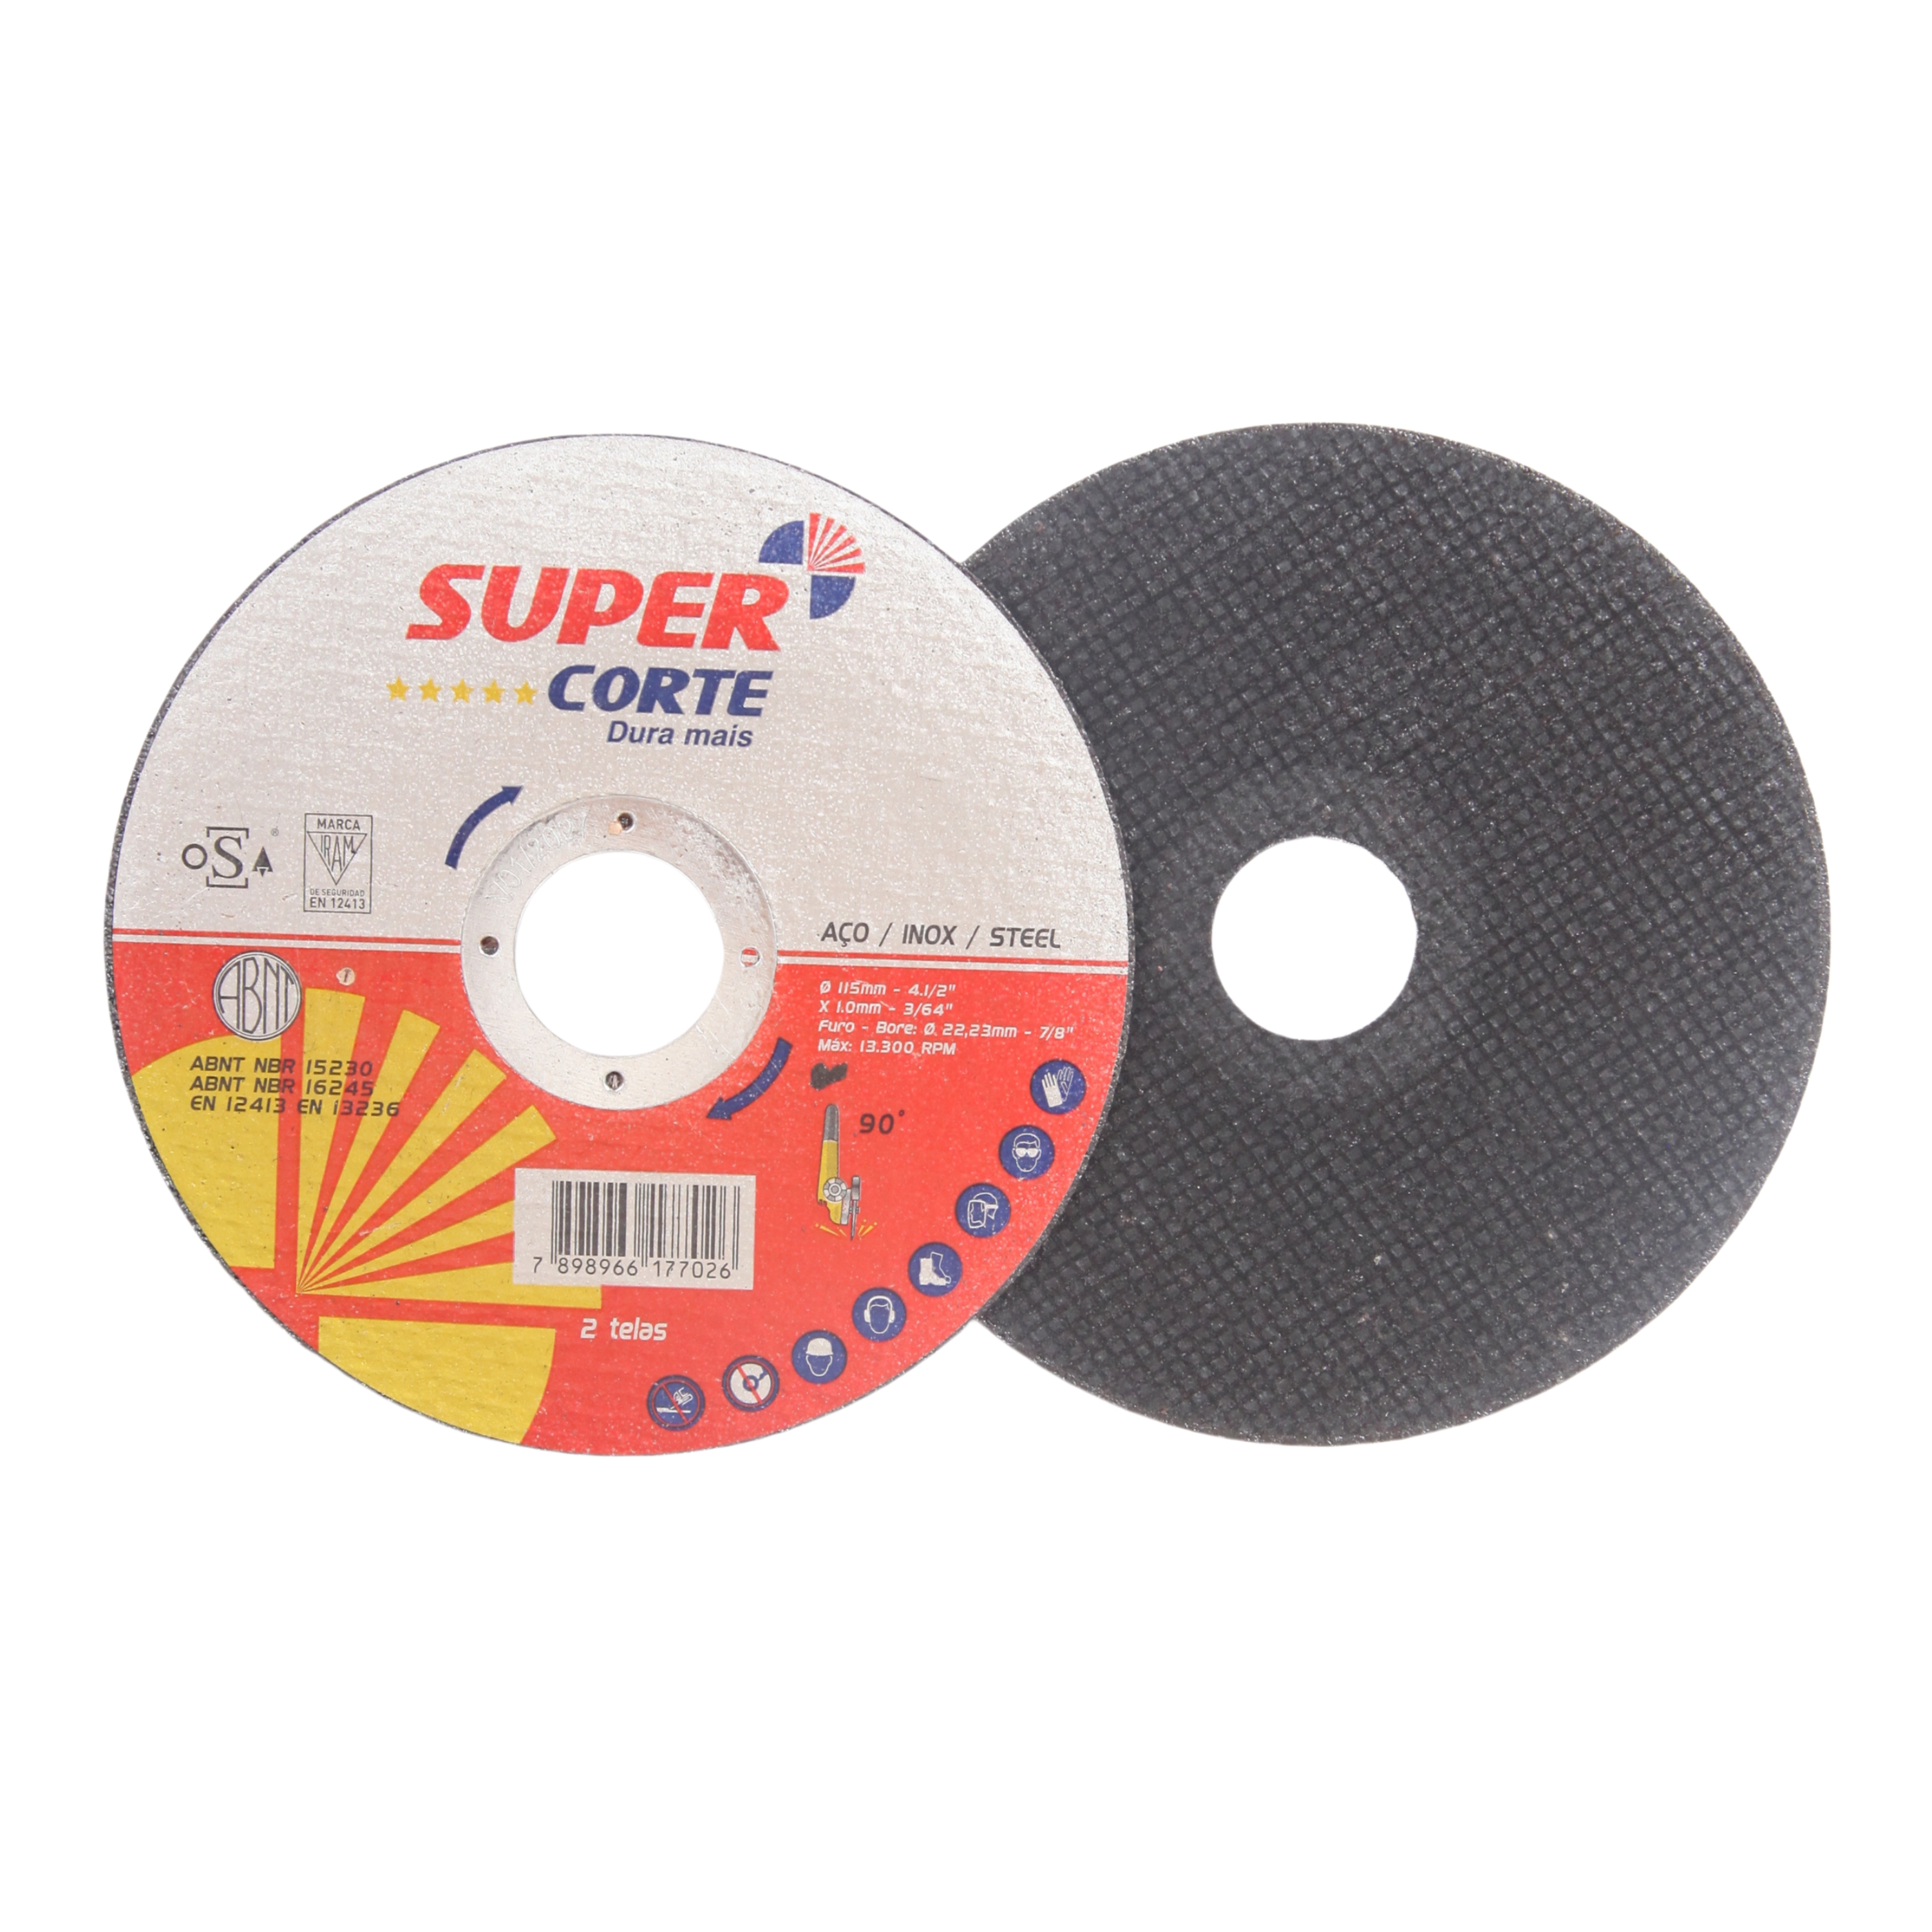 SUPER
CORTE
Dura mais
S
®
MARCA
IRAM
DE SEGURIDAD
EN 12413
AÇO / INOX / STEEL
ABNT
Ø 115mm - 4.1/2"
X 1.0mm - 3/64"
Furo - Bore: Ø. 22,23mm - 7/8"
Máx: 13.300 RPM
ABNT NBR 15230
ABNT NBR 16245
EN 12413 EN 13236
90°
7 898966 177026
2 telas